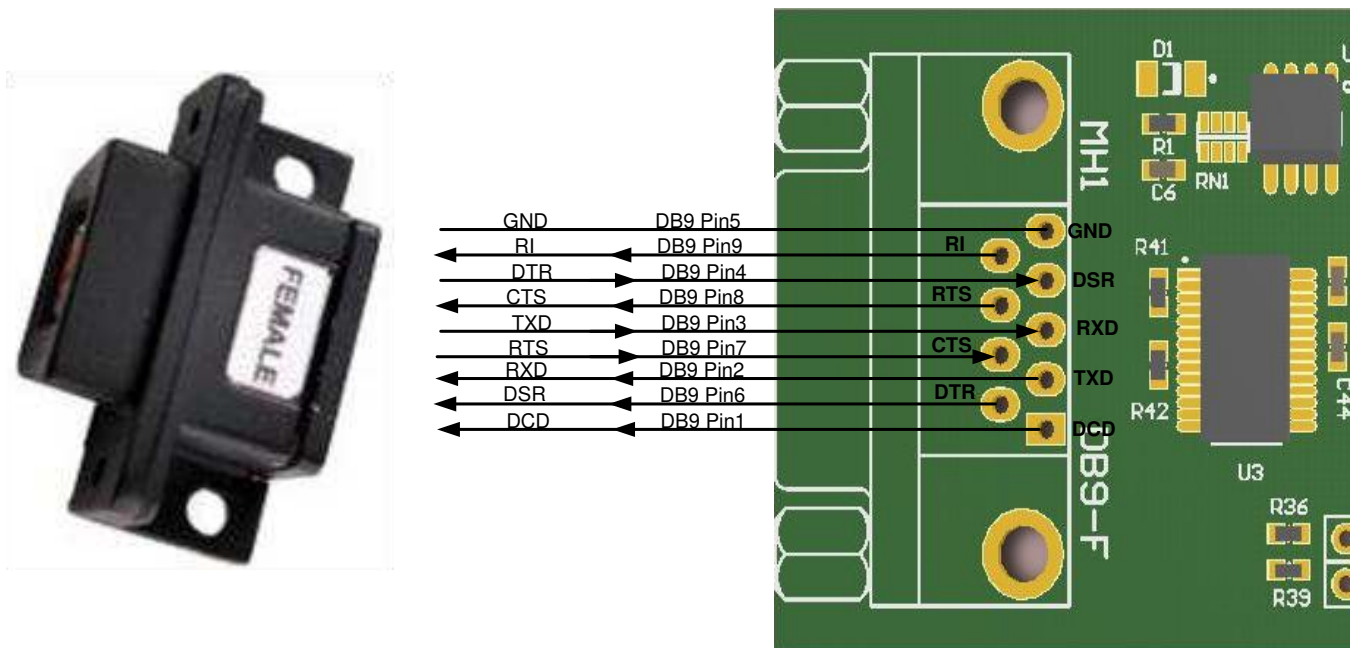 FEMALE
GND DB9 Pin5 GND
RI DB9 Pin9 RI
DTR DB9 Pin4 DSR
CTS DB9 Pin8 RTS
TXD DB9 Pin3 RXD
RTS DB9 Pin7 CTS
RXD DB9 Pin2 TXD
DSR DB9 Pin6 DTR
DCD DB9 Pin1 DCD
MH1
DB9-F
D1
R1
C6
RN1
R41
R42
C44
U3
R36
R39